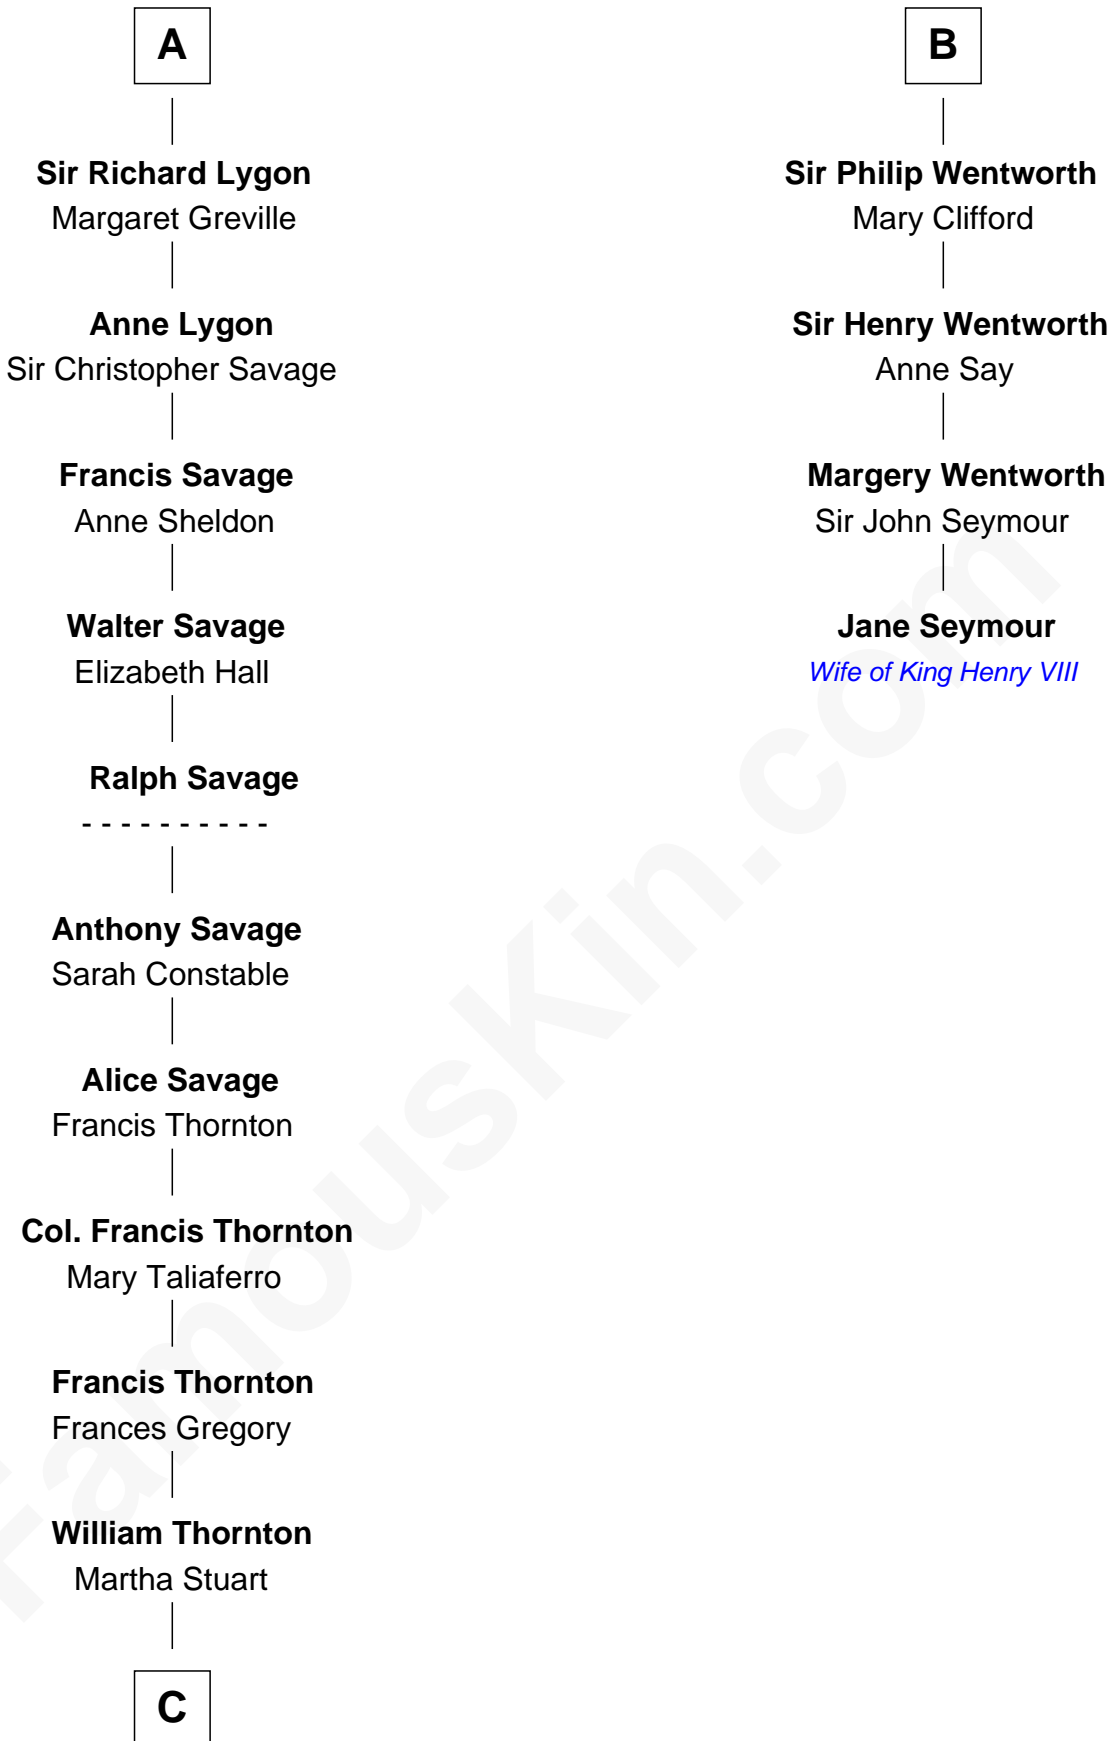 A
Sir Richard Lygon
Margaret Greville
Anne Lygon
Sir Christopher Savage
Francis Savage
Anne Sheldon
Walter Savage
Elizabeth Hall
Ralph Savage
- - - - - - - - - -
Anthony Savage
Sarah Constable
Alice Savage
Francis Thornton
Col. Francis Thornton
Mary Taliaferro
Francis Thornton
Frances Gregory
William Thornton
Martha Stuart
C
B
Sir Philip Wentworth
Mary Clifford
Sir Henry Wentworth
Anne Say
Margery Wentworth
Sir John Seymour
Jane Seymour
Wife of King Henry VIII
FamousKin.com